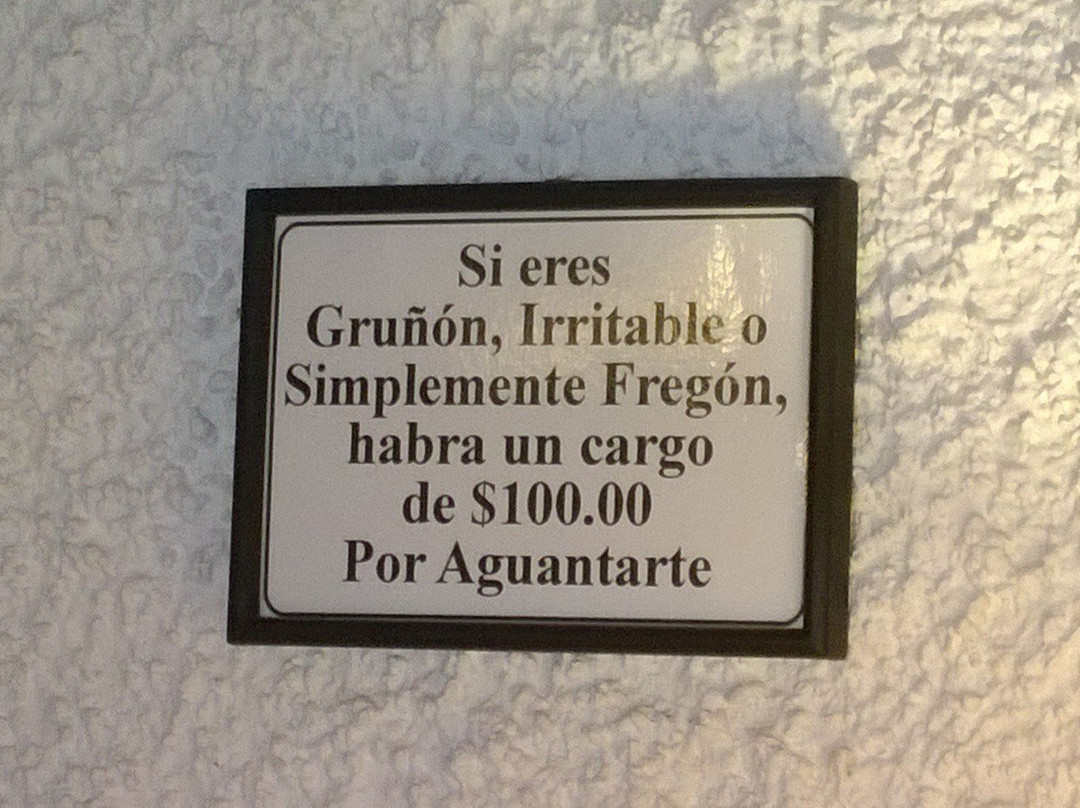 Si eres
Gruñón, Irritable o
Simplemente Fregón,
habra un cargo
de $100.00
Por Aguantarte